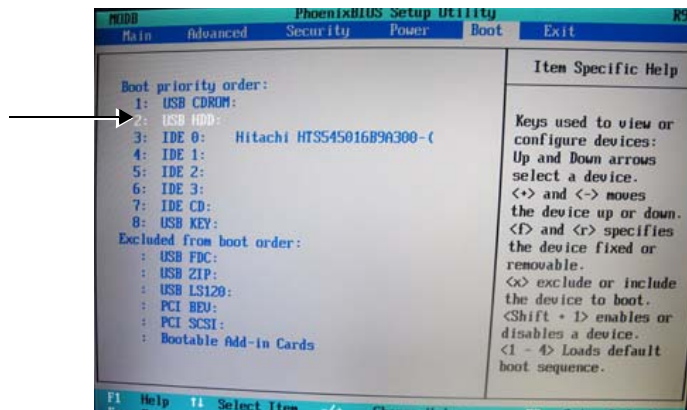 MODB PhoenixBIOS Setup Utility
Main Advanced Security Power Boot Exit
Item Specific Help
Boot priority order:
1: USB CDROM:
2: USB HDD:
3: IDE 0: Hitachi HTS545016B9A300-(
4: IDE 1:
5: IDE 2:
6: IDE 3:
7: IDE CD:
8: USB KEY:
Excluded from boot order:
: USB FDC:
: USB ZIP:
: USB LS120:
: PCI BEV:
: PCI SCSI:
: Bootable Add-in Cards
Keys used to view or
configure devices:
Up and Down arrows
select a device.
<+> and <-> moves
the device up or down.
<f> and <r> specifies
the device fixed or
removable.
<x> exclude or include
the device to boot.
<Shift + 1> enables or
disables a device.
<1 - 4> Loads default
boot sequence.
F1 Help ↑↓ Select Item